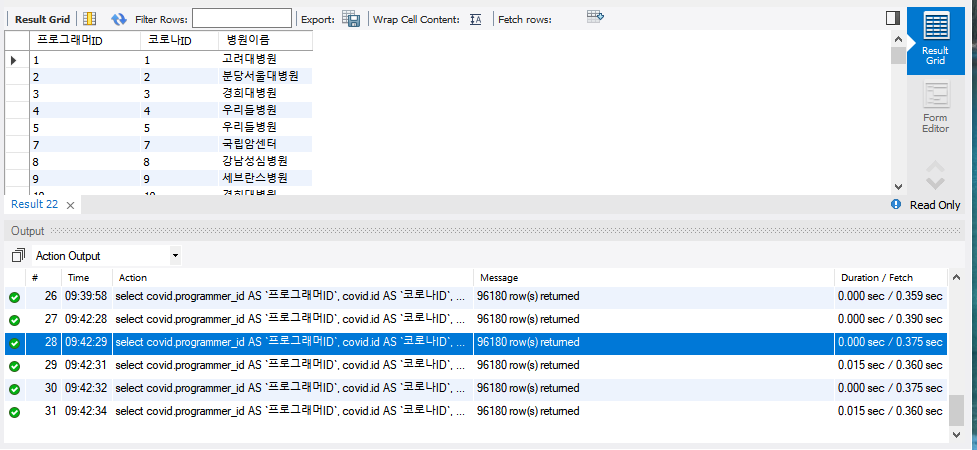 Result Grid Filter Rows: Export: Wrap Cell Content: Fetch rows:
프로그래머ID 코로나ID 병원이름
1 1 고려대병원
2 2 분당서울대병원
3 3 경희대병원
4 4 우리들병원
5 5 우리들병원
7 7 국립암센터
8 8 강남성심병원
9 9 세브란스병원
10 10 경희대병원
Result Grid
Form Editor
Result 22 Read Only
Output
Action Output
# Time Action Message Duration / Fetch
26 09:39:58 select covid.programmer_id AS `프로그래머ID`, covid.id AS `코로나ID`, ... 96180 row(s) returned 0.000 sec / 0.359 sec
27 09:42:28 select covid.programmer_id AS `프로그래머ID`, covid.id AS `코로나ID`, ... 96180 row(s) returned 0.000 sec / 0.390 sec
28 09:42:29 select covid.programmer_id AS `프로그래머ID`, covid.id AS `코로나ID`, ... 96180 row(s) returned 0.000 sec / 0.375 sec
29 09:42:31 select covid.programmer_id AS `프로그래머ID`, covid.id AS `코로나ID`, ... 96180 row(s) returned 0.015 sec / 0.360 sec
30 09:42:32 select covid.programmer_id AS `프로그래머ID`, covid.id AS `코로나ID`, ... 96180 row(s) returned 0.000 sec / 0.375 sec
31 09:42:34 select covid.programmer_id AS `프로그래머ID`, covid.id AS `코로나ID`, ... 96180 row(s) returned 0.015 sec / 0.360 sec